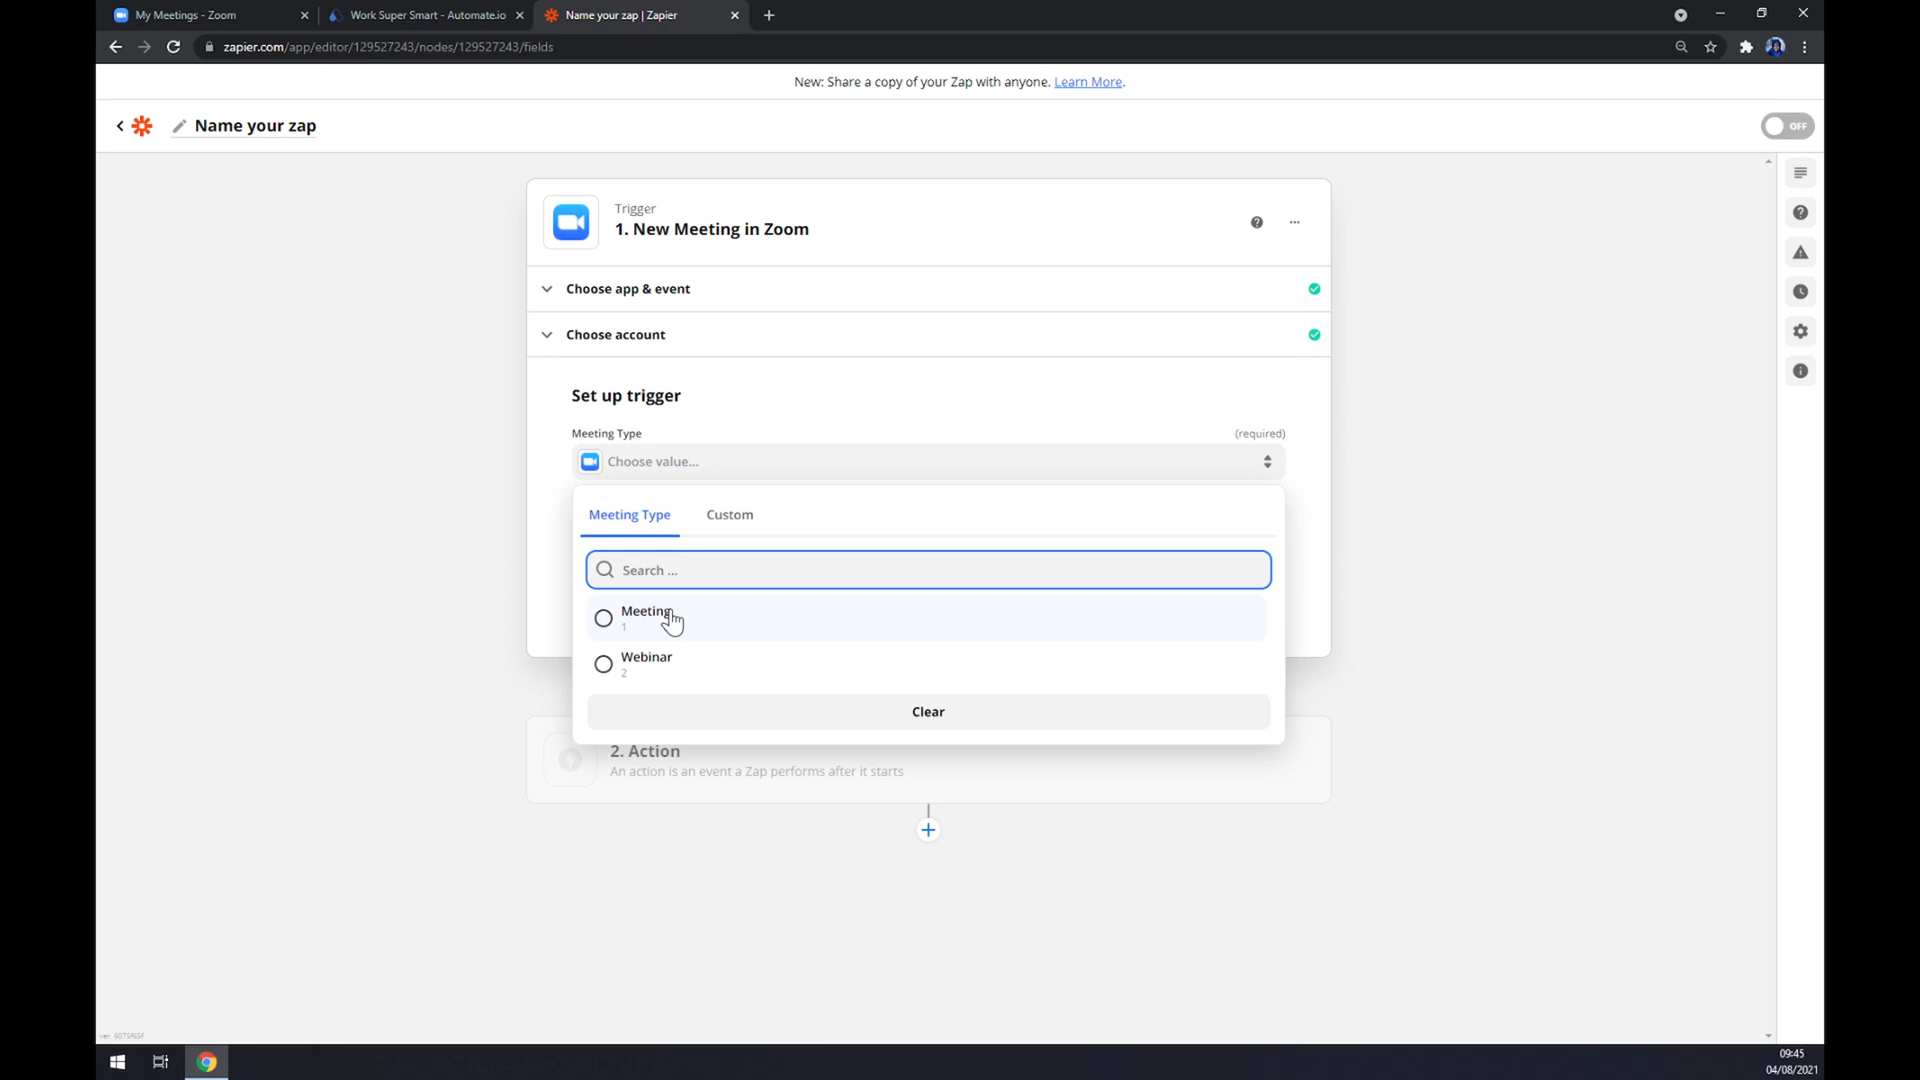 My Meetings - Zoom
Work Super Smart - Automate.io
Name your zap | Zapier
zapier.com/app/editor/129527243/nodes/129527243/fields
New: Share a copy of your Zap with anyone. Learn More.
Name your zap
OFF
Trigger
1. New Meeting in Zoom
Choose app & event
Choose account
Set up trigger
Meeting Type
(required)
Choose value...
Meeting Type
Custom
Search ...
Meeting
1
Webinar
2
Clear
2. Action
An action is an event a Zap performs after it starts
09:45
04/08/2021